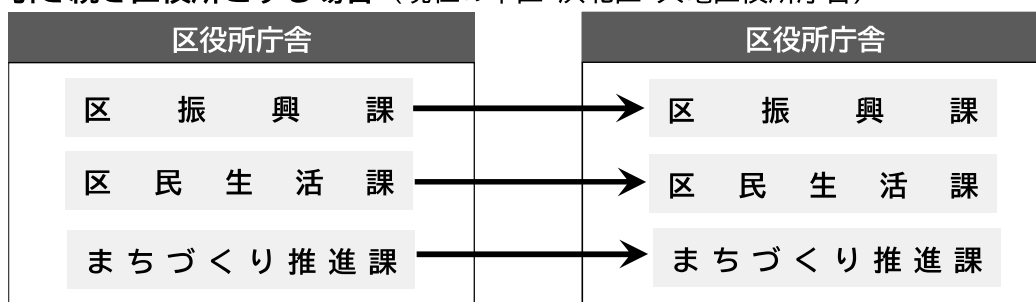 区役所庁舎 区役所庁舎
区振興課 区振興課
区民生活課 区民生活課
まちづくり推進課 まちづくり推進課